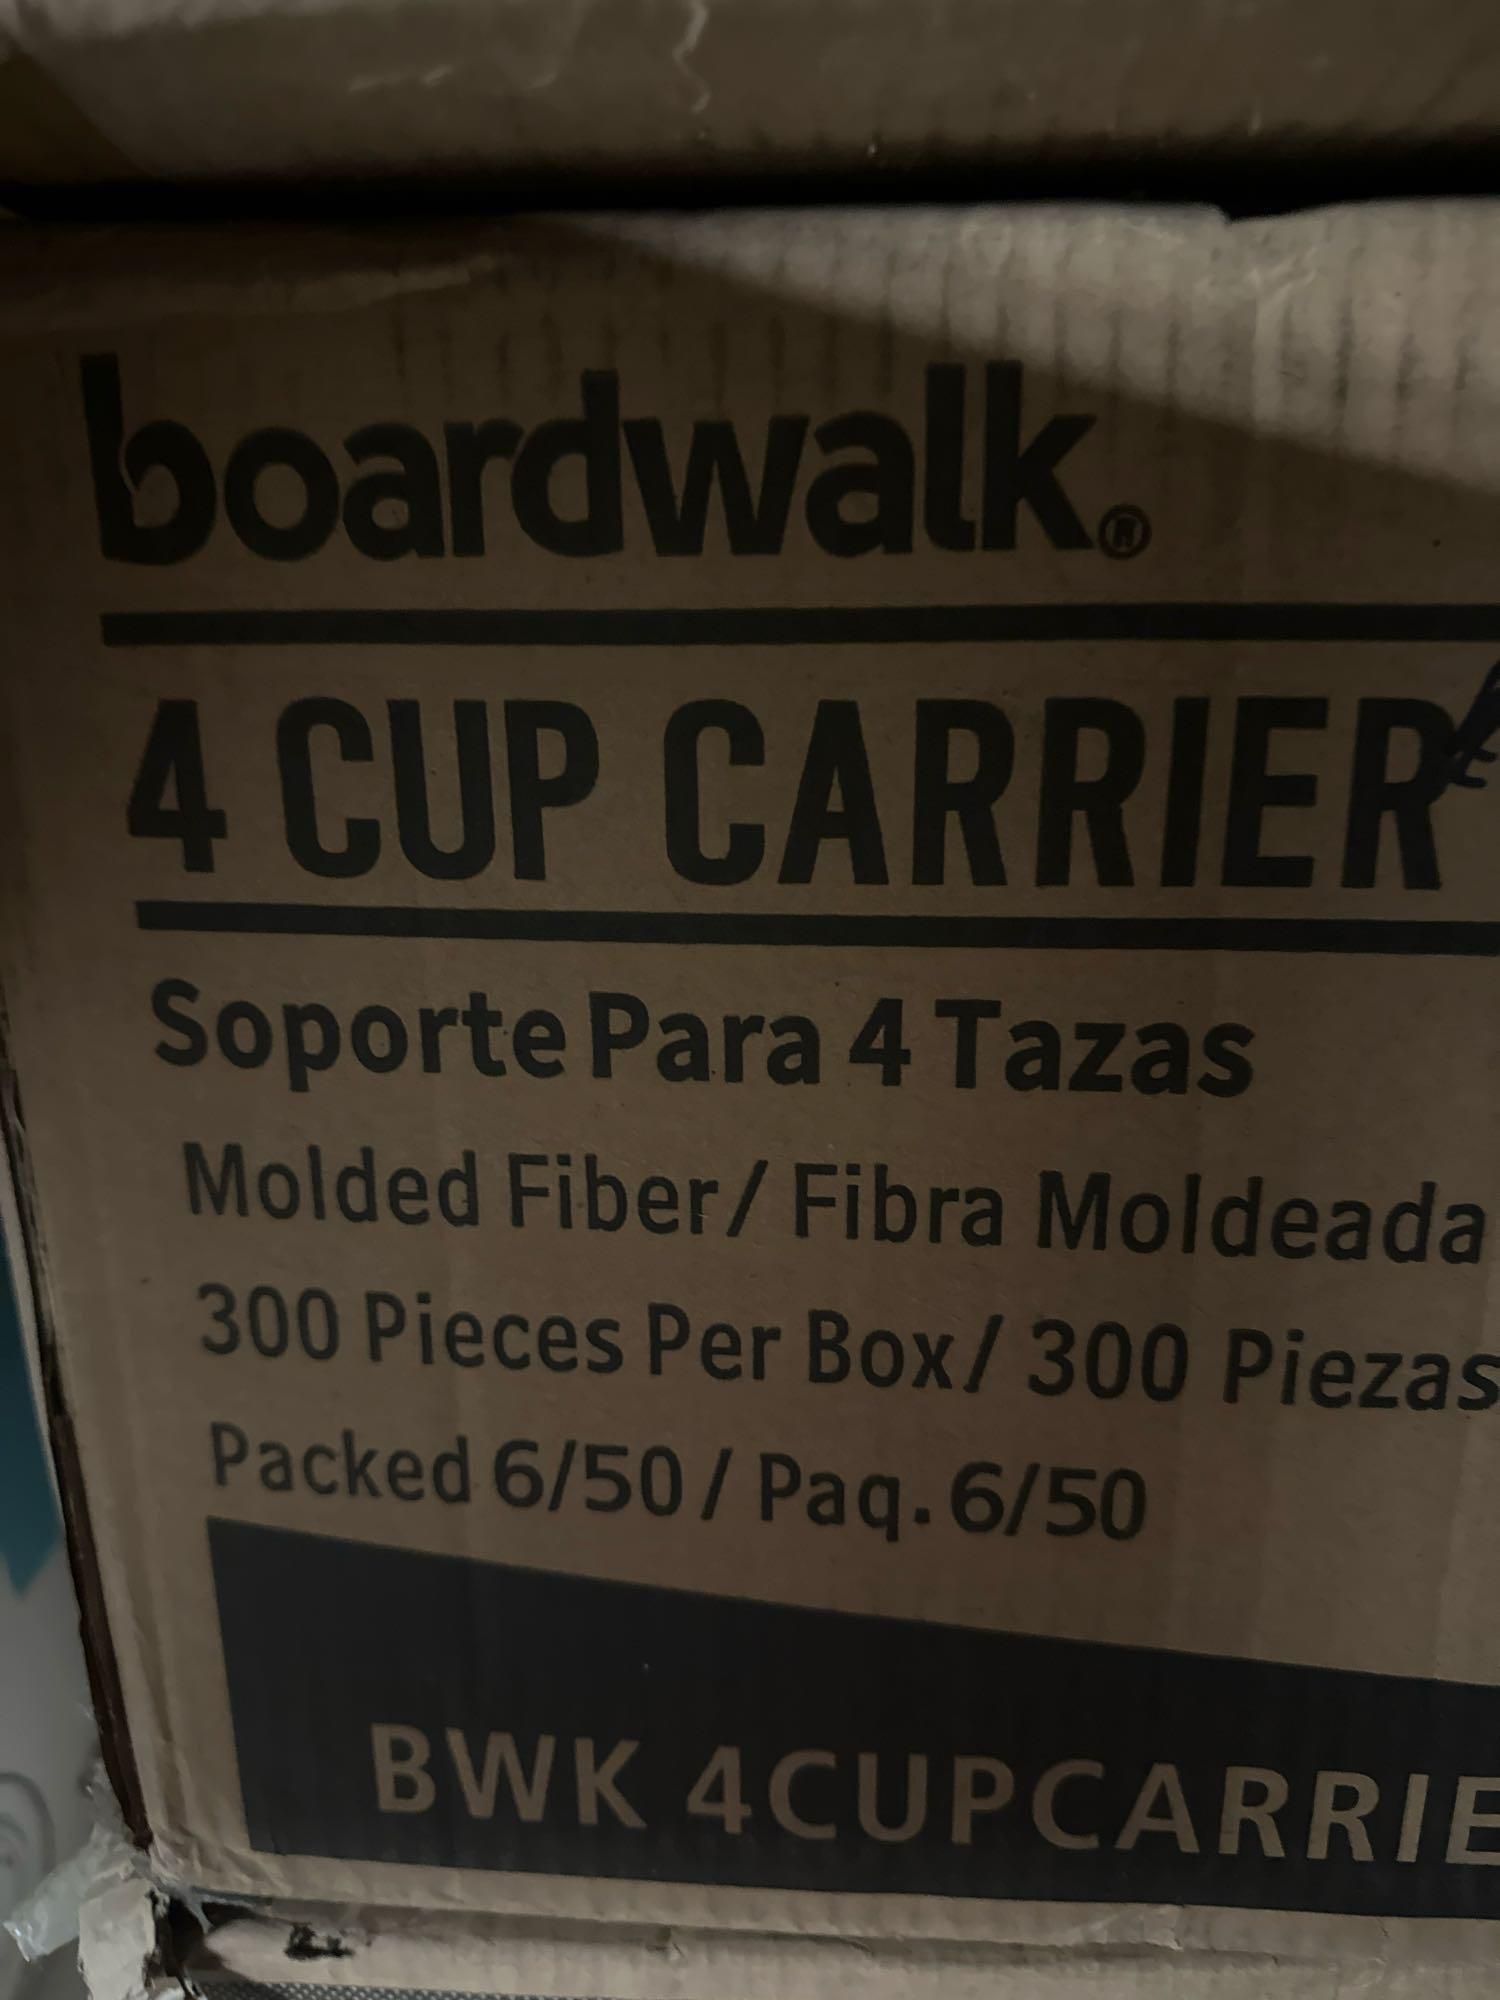 boardwalk®
4 CUP CARRIER
Soporte Para 4 Tazas
Molded Fiber/ Fibra Moldeada
300 Pieces Per Box/ 300 Piezas
Packed 6/50 / Paq. 6/50
BWK 4CUPCARRIE